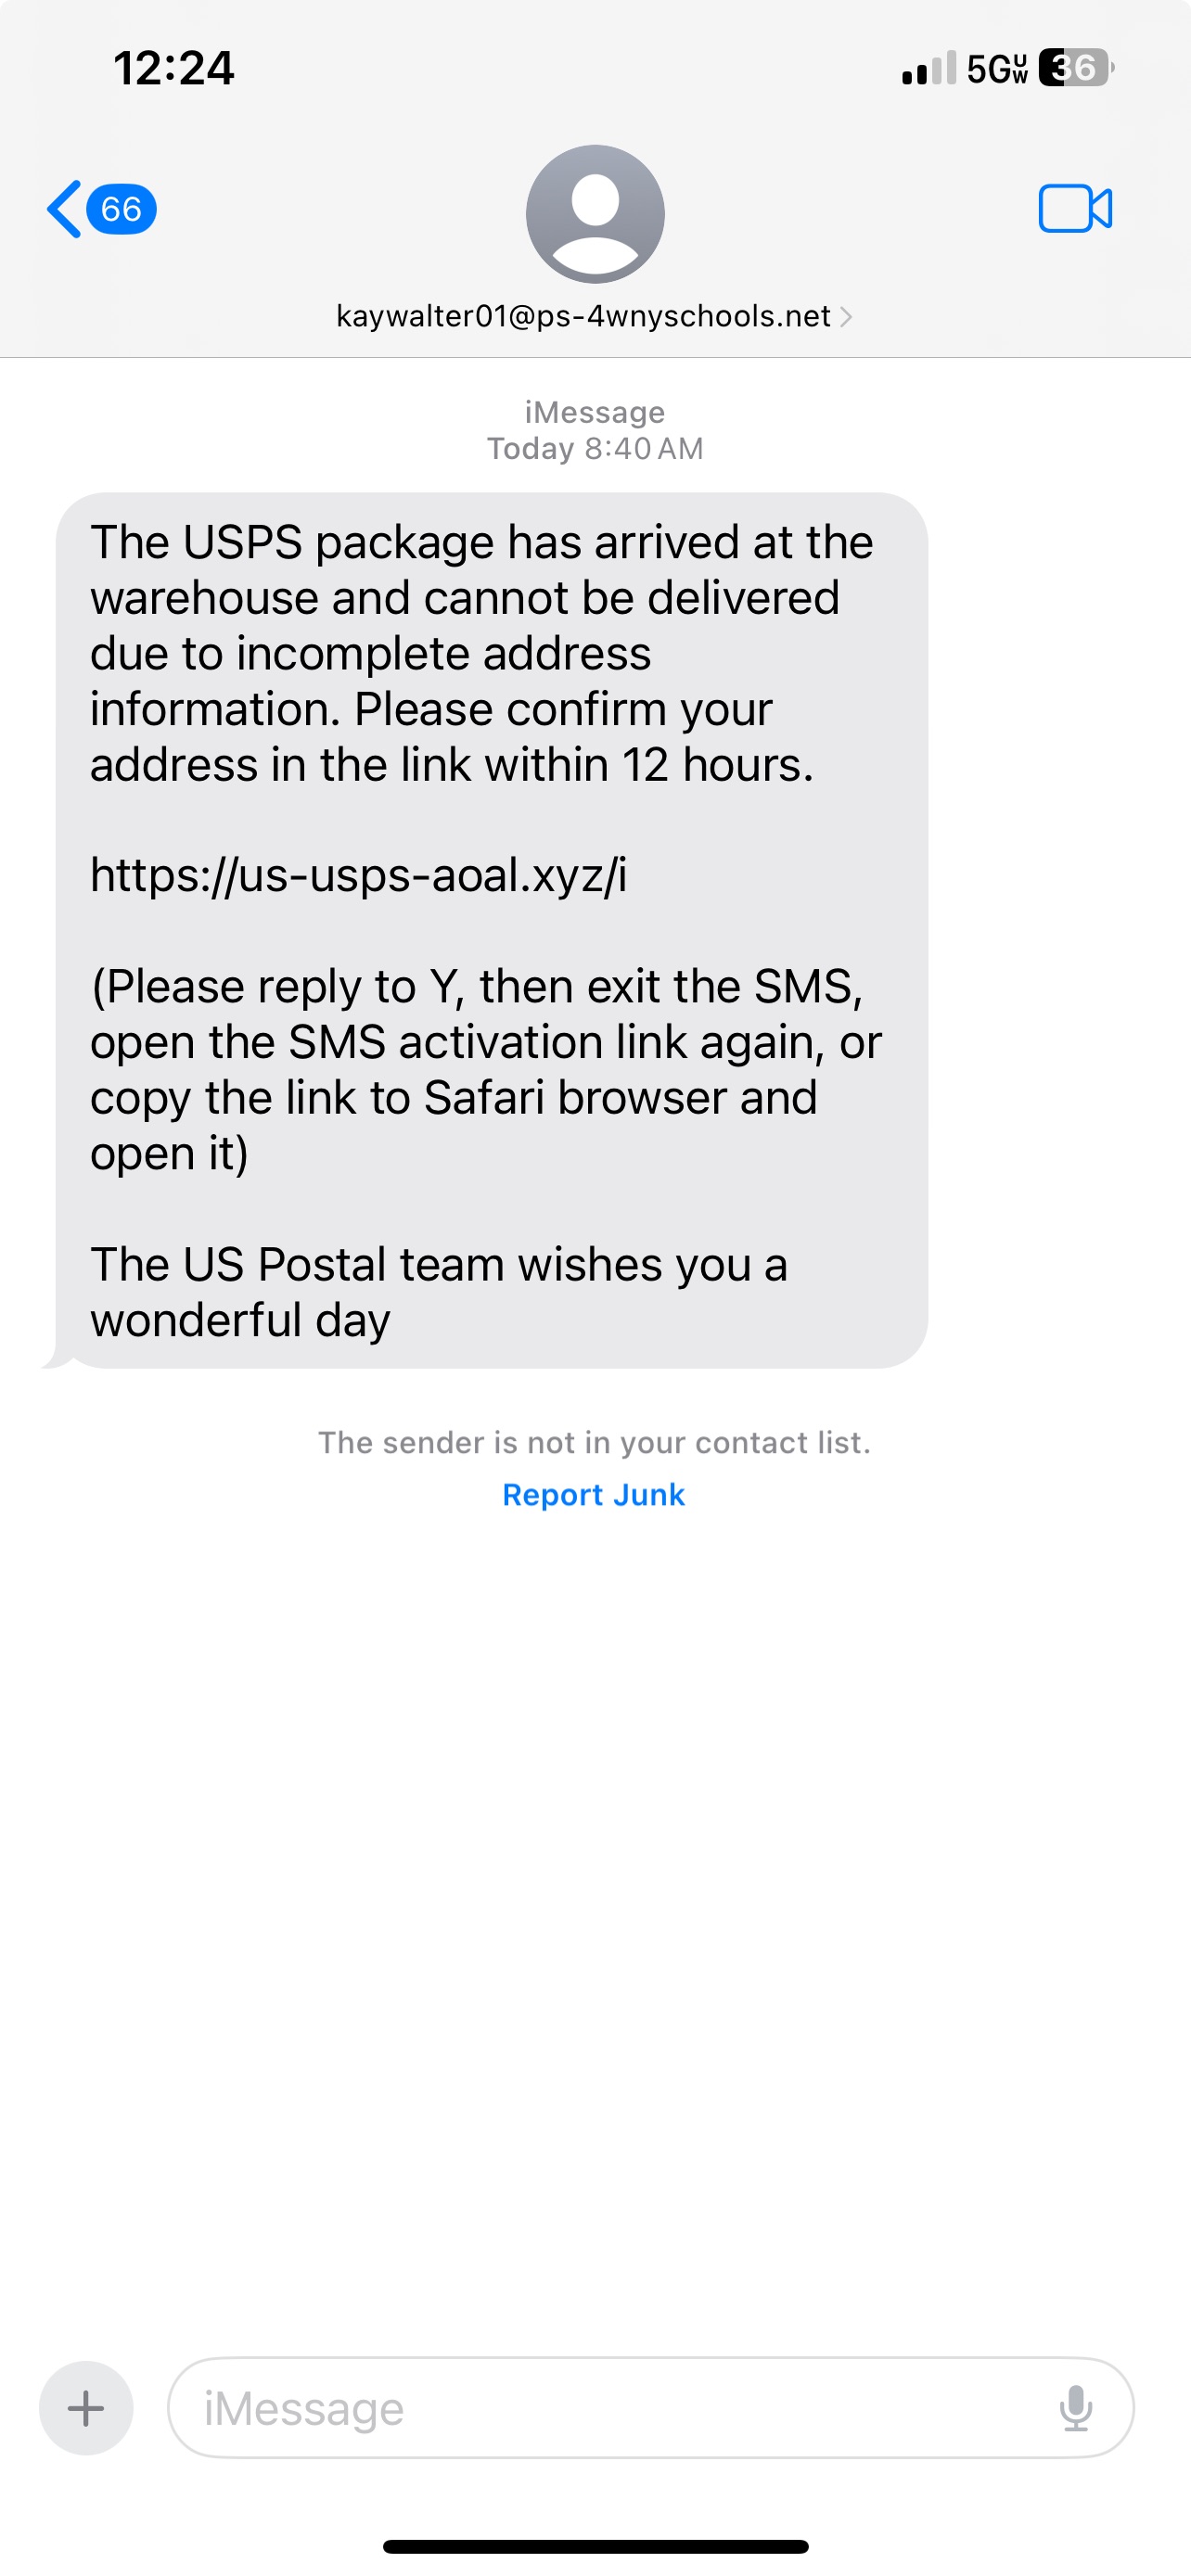 12:24
5GUW 36
66
kaywalter01@ps-4wnyschools.net
iMessage
Today 8:40 AM
The USPS package has arrived at the
warehouse and cannot be delivered
due to incomplete address
information. Please confirm your
address in the link within 12 hours.
https://us-usps-aoal.xyz/i
(Please reply to Y, then exit the SMS,
open the SMS activation link again, or
copy the link to Safari browser and
open it)
The US Postal team wishes you a
wonderful day
The sender is not in your contact list.
Report Junk
iMessage